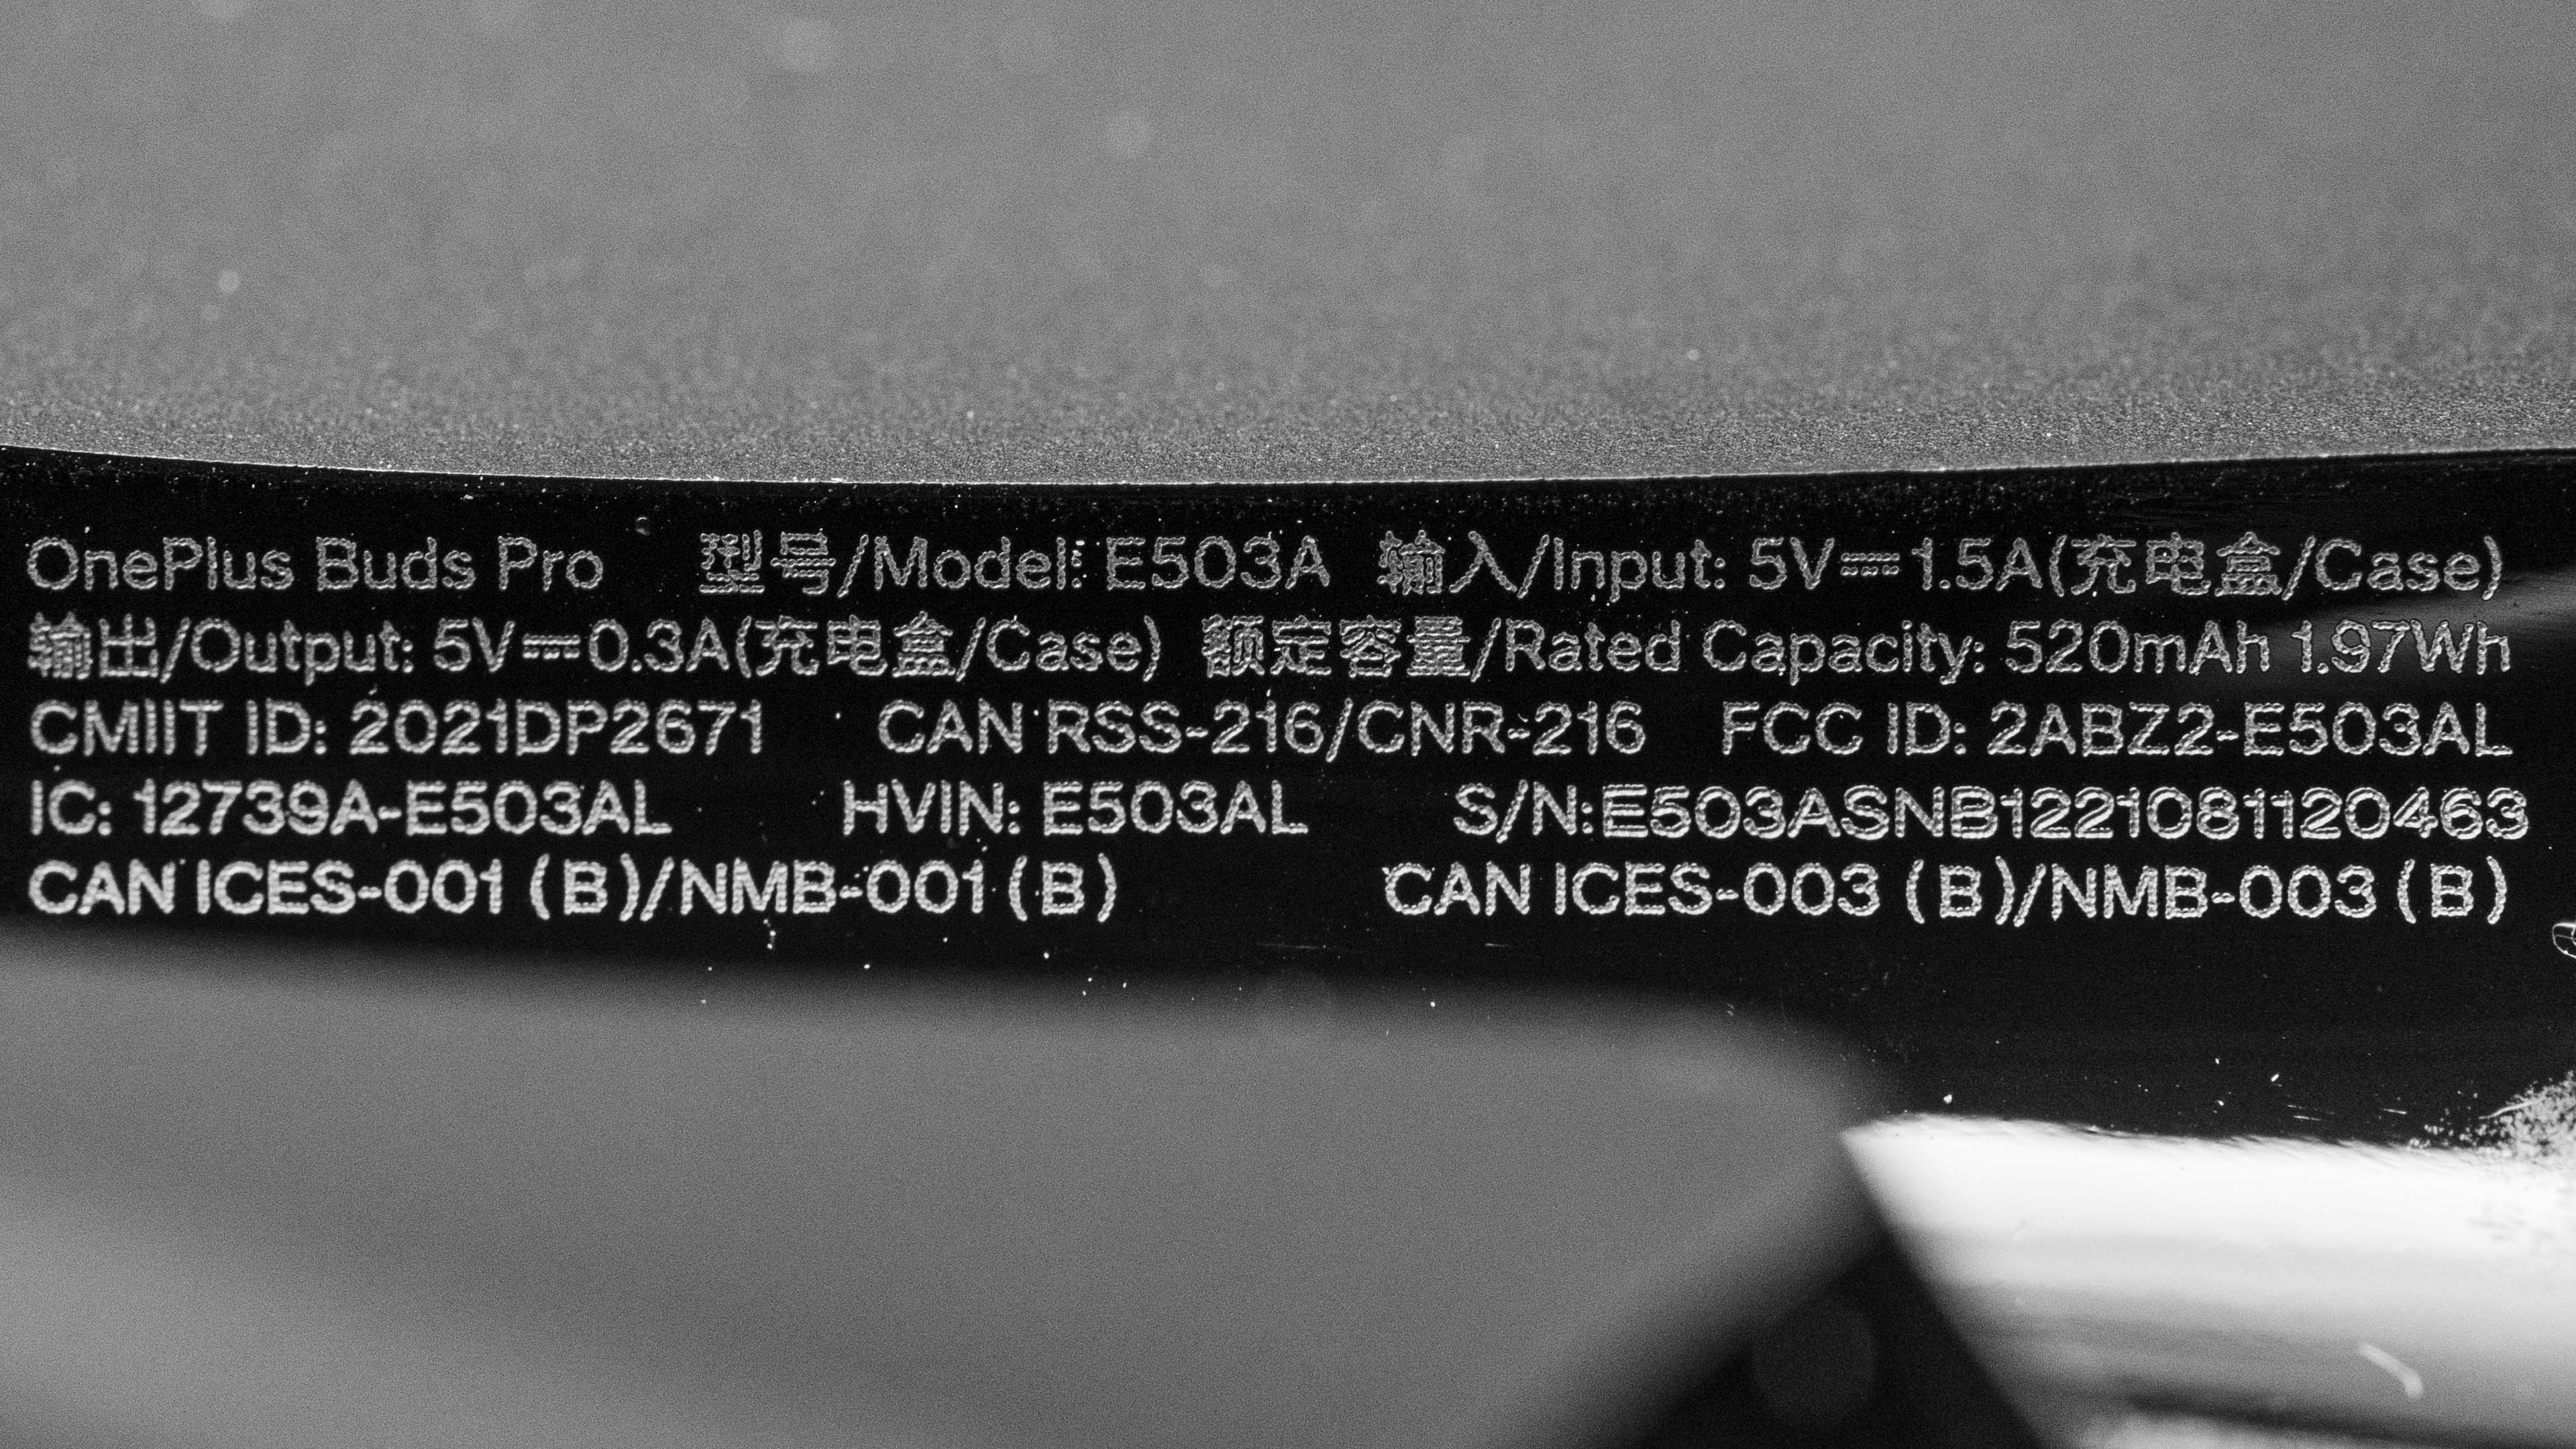 OnePlus Buds Pro 型号/Model: E503A 输入/Input: 5V⎓1.5A(充电盒/Case)
输出/Output: 5V⎓0.3A(充电盒/Case) 额定容量/Rated Capacity: 520mAh 1.97Wh
CMIIT ID: 2021DP2671 CAN RSS-216/CNR-216 FCC ID: 2ABZ2-E503AL
IC: 12739A-E503AL HVIN: E503AL S/N:E503ASNB1221081120463
CAN ICES-001 (B)/NMB-001 (B) CAN ICES-003 (B)/NMB-003 (B)